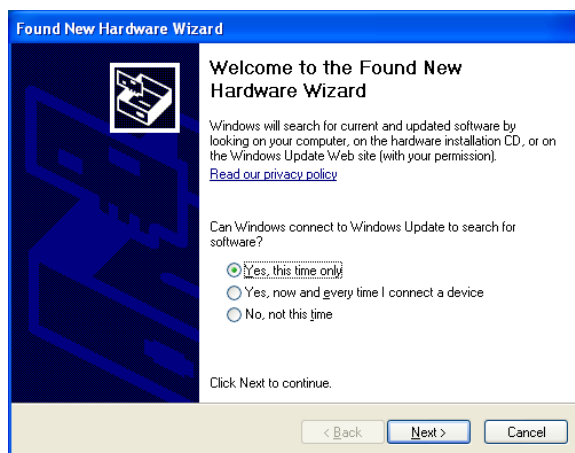 Found New Hardware Wizard
Welcome to the Found New
Hardware Wizard
Windows will search for current and updated software by
looking on your computer, on the hardware installation CD, or on
the Windows Update Web site (with your permission).
Read our privacy policy
Can Windows connect to Windows Update to search for
software?
Yes, this time only
Yes, now and every time I connect a device
No, not this time
Click Next to continue.
< Back Next > Cancel